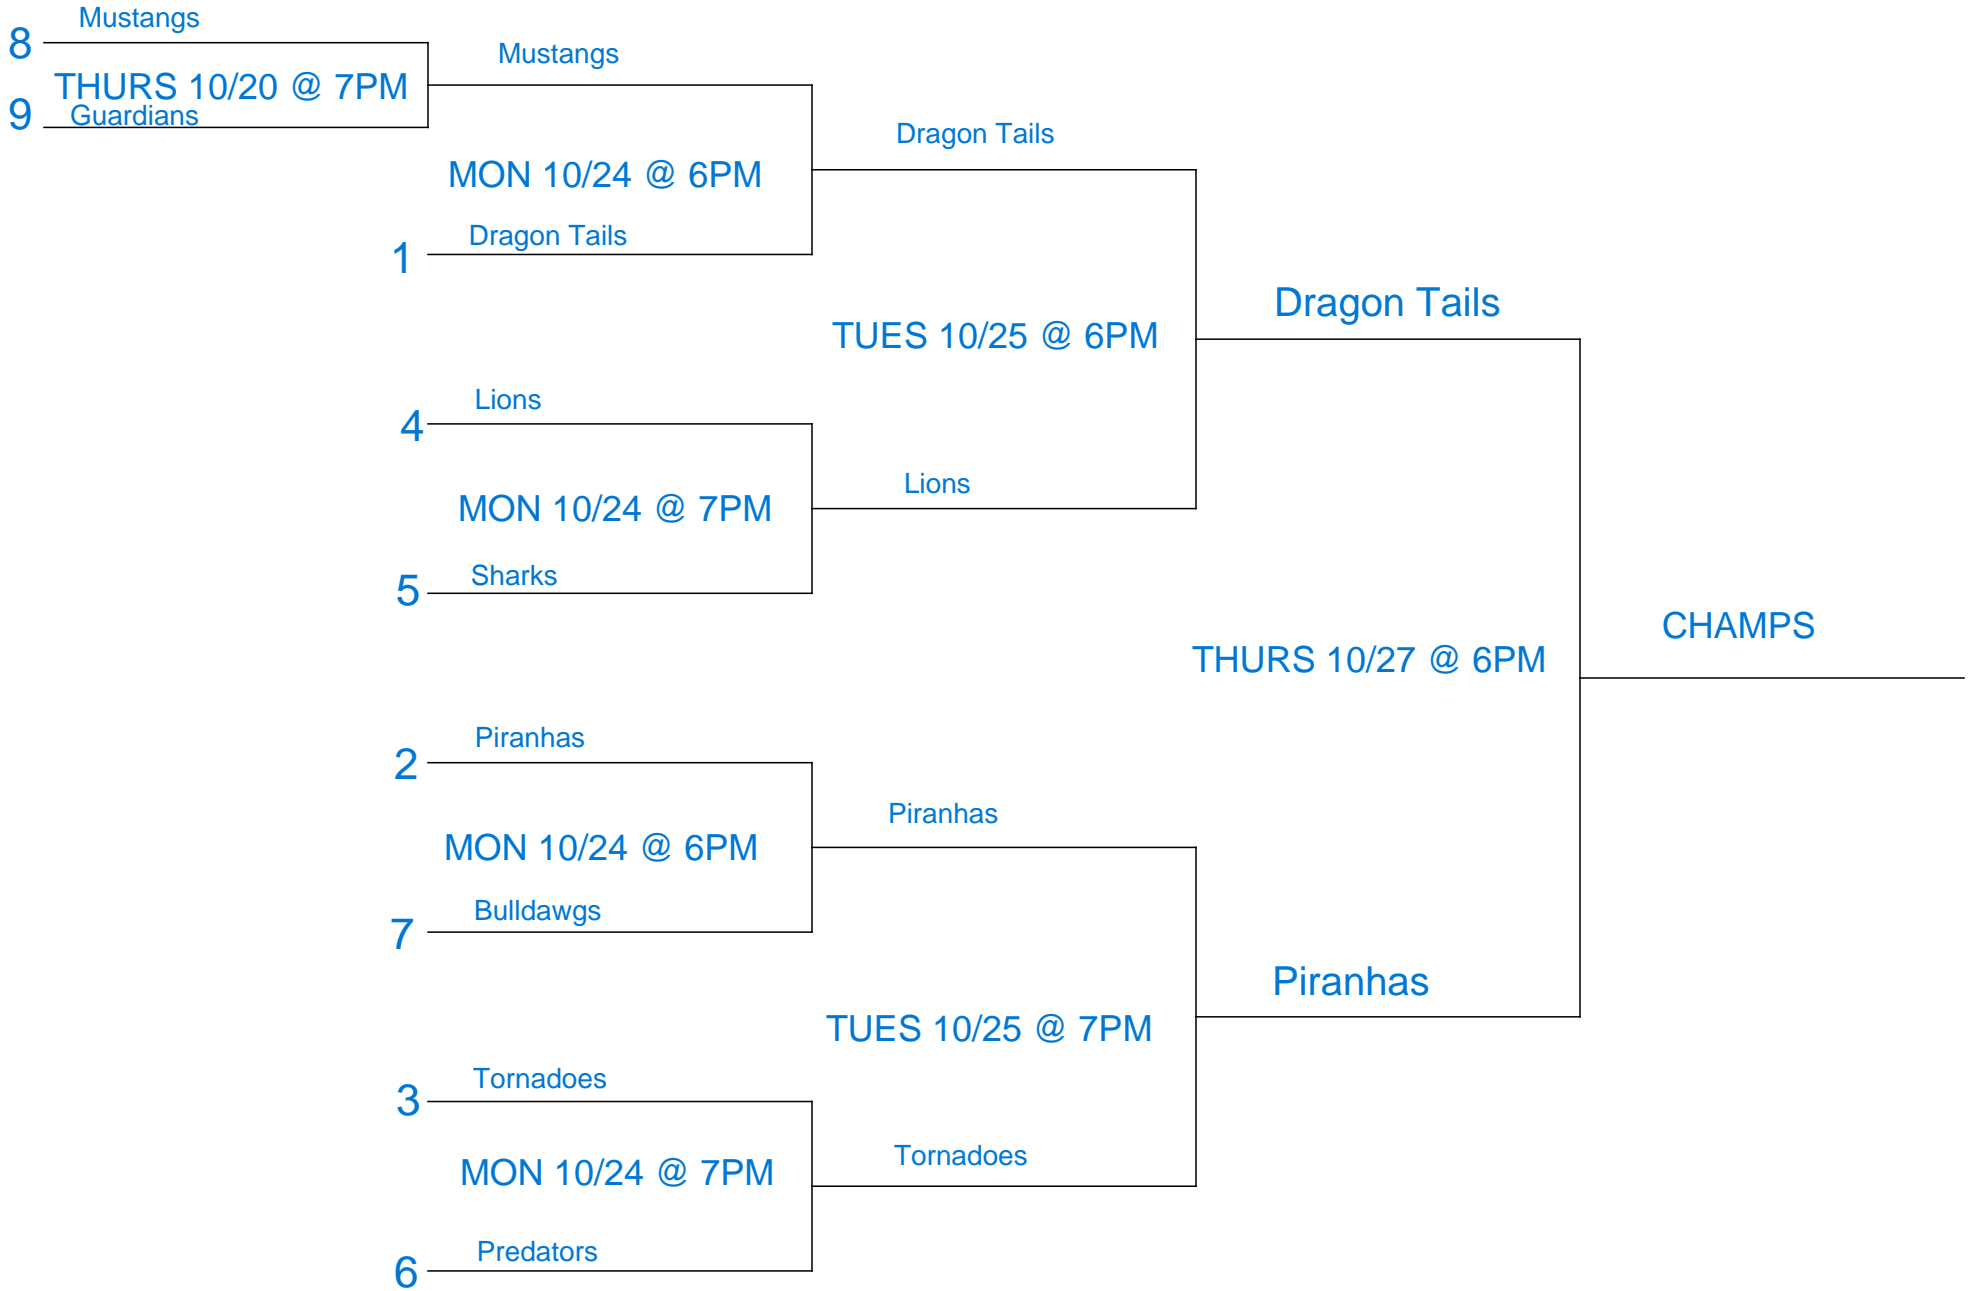 Mustangs
8
THURS 10/20 @ 7PM
9
Guardians
Mustangs
MON 10/24 @ 6PM
1
Dragon Tails
Dragon Tails
TUES 10/25 @ 6PM
Dragon Tails
4
Lions
MON 10/24 @ 7PM
Lions
5
Sharks
CHAMPS
THURS 10/27 @ 6PM
2
Piranhas
MON 10/24 @ 6PM
Piranhas
7
Bulldawgs
Piranhas
TUES 10/25 @ 7PM
3
Tornadoes
MON 10/24 @ 7PM
Tornadoes
6
Predators